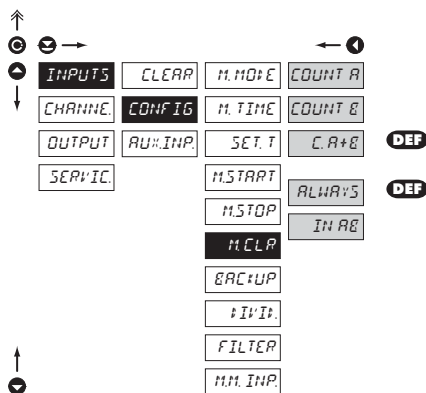 INPUTS CLEAR M. MODE COUNT A
CHANNE. CONFIG M. TIME COUNT B
OUTPUT AUX.INP. SET. T C. A+B DEF
SERVIC. M.START ALWAYS DEF
M.STOP IN AB
M.CLR
BACKUP
DIVID.
FILTER
M.M. INP.